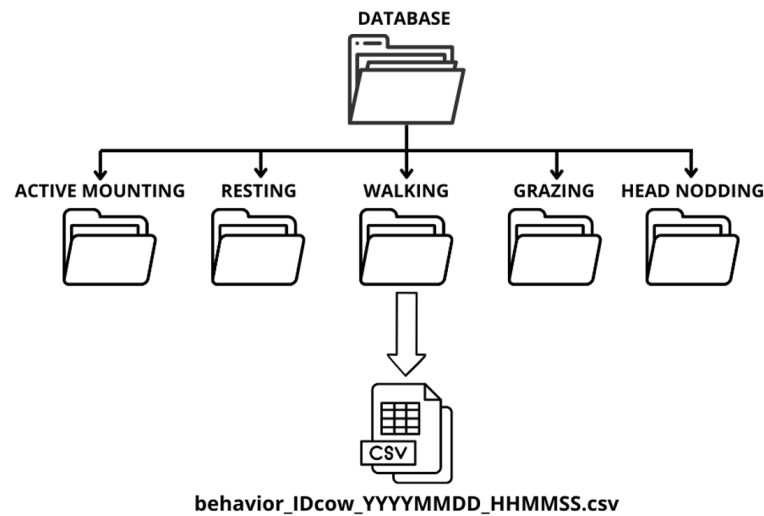 DATABASE
ACTIVE MOUNTING RESTING WALKING GRAZING HEAD NODDING
CSV
behavior_IDcow_YYYYMMDD_HHMMSS.csv